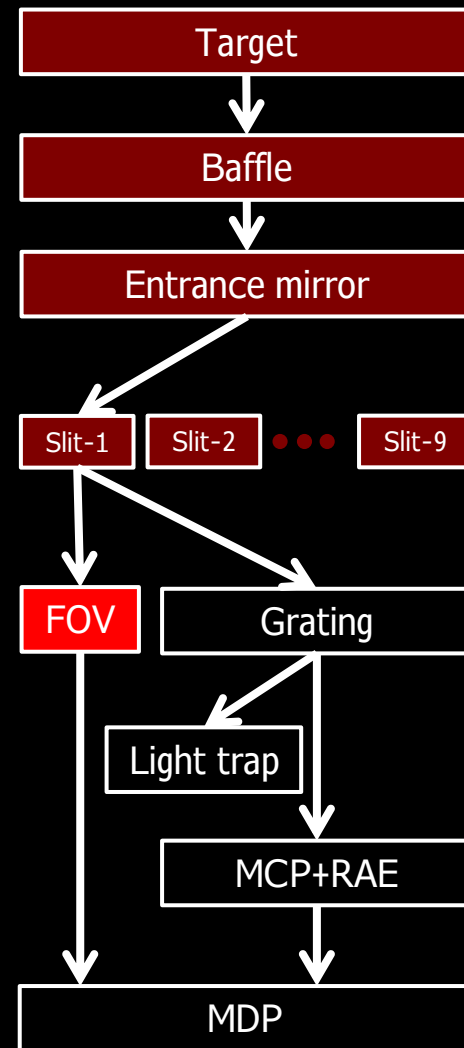 Target
Baffle
Entrance mirror
Slit-1 Slit-2 ••• Slit-9
FOV Grating
Light trap
MCP+RAE
MDP